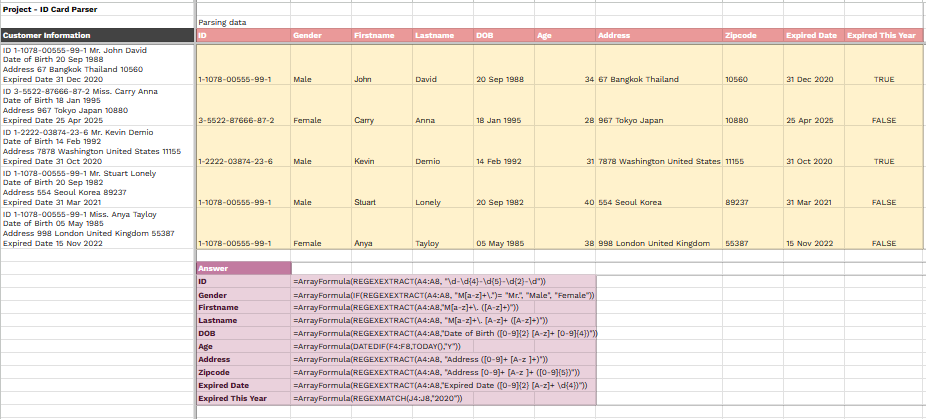 Project - ID Card Parser
Parsing data
Customer Information ID Gender Firstname Lastname DOB Age Address Zipcode Expired Date Expired This Year
ID 1-1078-00555-99-1 Mr. John David
Date of Birth 20 Sep 1988
Address 67 Bangkok Thailand 10560
Expired Date 31 Dec 2020 1-1078-00555-99-1 Male John David 20 Sep 1988 34 67 Bangkok Thailand 10560 31 Dec 2020 TRUE
ID 3-5522-87666-87-2 Miss. Carry Anna
Date of Birth 18 Jan 1995
Address 967 Tokyo Japan 10880
Expired Date 25 Apr 2025 3-5522-87666-87-2 Female Carry Anna 18 Jan 1995 28 967 Tokyo Japan 10880 25 Apr 2025 FALSE
ID 1-2222-03874-23-6 Mr. Kevin Demio
Date of Birth 14 Feb 1992
Address 7878 Washington United States 11155
Expired Date 31 Oct 2020 1-2222-03874-23-6 Male Kevin Demio 14 Feb 1992 31 7878 Washington United States 11155 31 Oct 2020 TRUE
ID 1-1078-00555-99-1 Mr. Stuart Lonely
Date of Birth 20 Sep 1982
Address 554 Seoul Korea 89237
Expired Date 31 Mar 2021 1-1078-00555-99-1 Male Stuart Lonely 20 Sep 1982 40 554 Seoul Korea 89237 31 Mar 2021 FALSE
ID 1-1078-00555-99-1 Miss. Anya Tayloy
Date of Birth 05 May 1985
Address 998 London United Kingdom 55387
Expired Date 15 Nov 2022 1-1078-00555-99-1 Female Anya Tayloy 05 May 1985 38 998 London United Kingdom 55387 15 Nov 2022 FALSE
Answer
ID =ArrayFormula(REGEXEXTRACT(A4:A8, "\d-\d{4}-\d{5}-\d{2}-\d"))
Gender =ArrayFormula(IF(REGEXEXTRACT(A4:A8, "M[a-z]+\.")= "Mr.", "Male", "Female"))
Firstname =ArrayFormula(REGEXEXTRACT(A4:A8,"M[a-z]+\. ([A-z]+)"))
Lastname =ArrayFormula(REGEXEXTRACT(A4:A8, "M[a-z]+\. [A-z]+ ([A-z]+)"))
DOB =ArrayFormula(REGEXEXTRACT(A4:A8,"Date of Birth ([0-9]{2} [A-z]+ [0-9]{4})"))
Age =ArrayFormula(DATEDIF(F4:F8,TODAY(),"Y"))
Address =ArrayFormula(REGEXEXTRACT(A4:A8, "Address ([0-9]+ [A-z ]+)"))
Zipcode =ArrayFormula(REGEXEXTRACT(A4:A8, "Address [0-9]+ [A-z ]+ ([0-9]{5})"))
Expired Date =ArrayFormula(REGEXEXTRACT(A4:A8,"Expired Date ([0-9]{2} [A-z]+ \d{4})"))
Expired This Year =ArrayFormula(REGEXMATCH(J4:J8,"2020"))